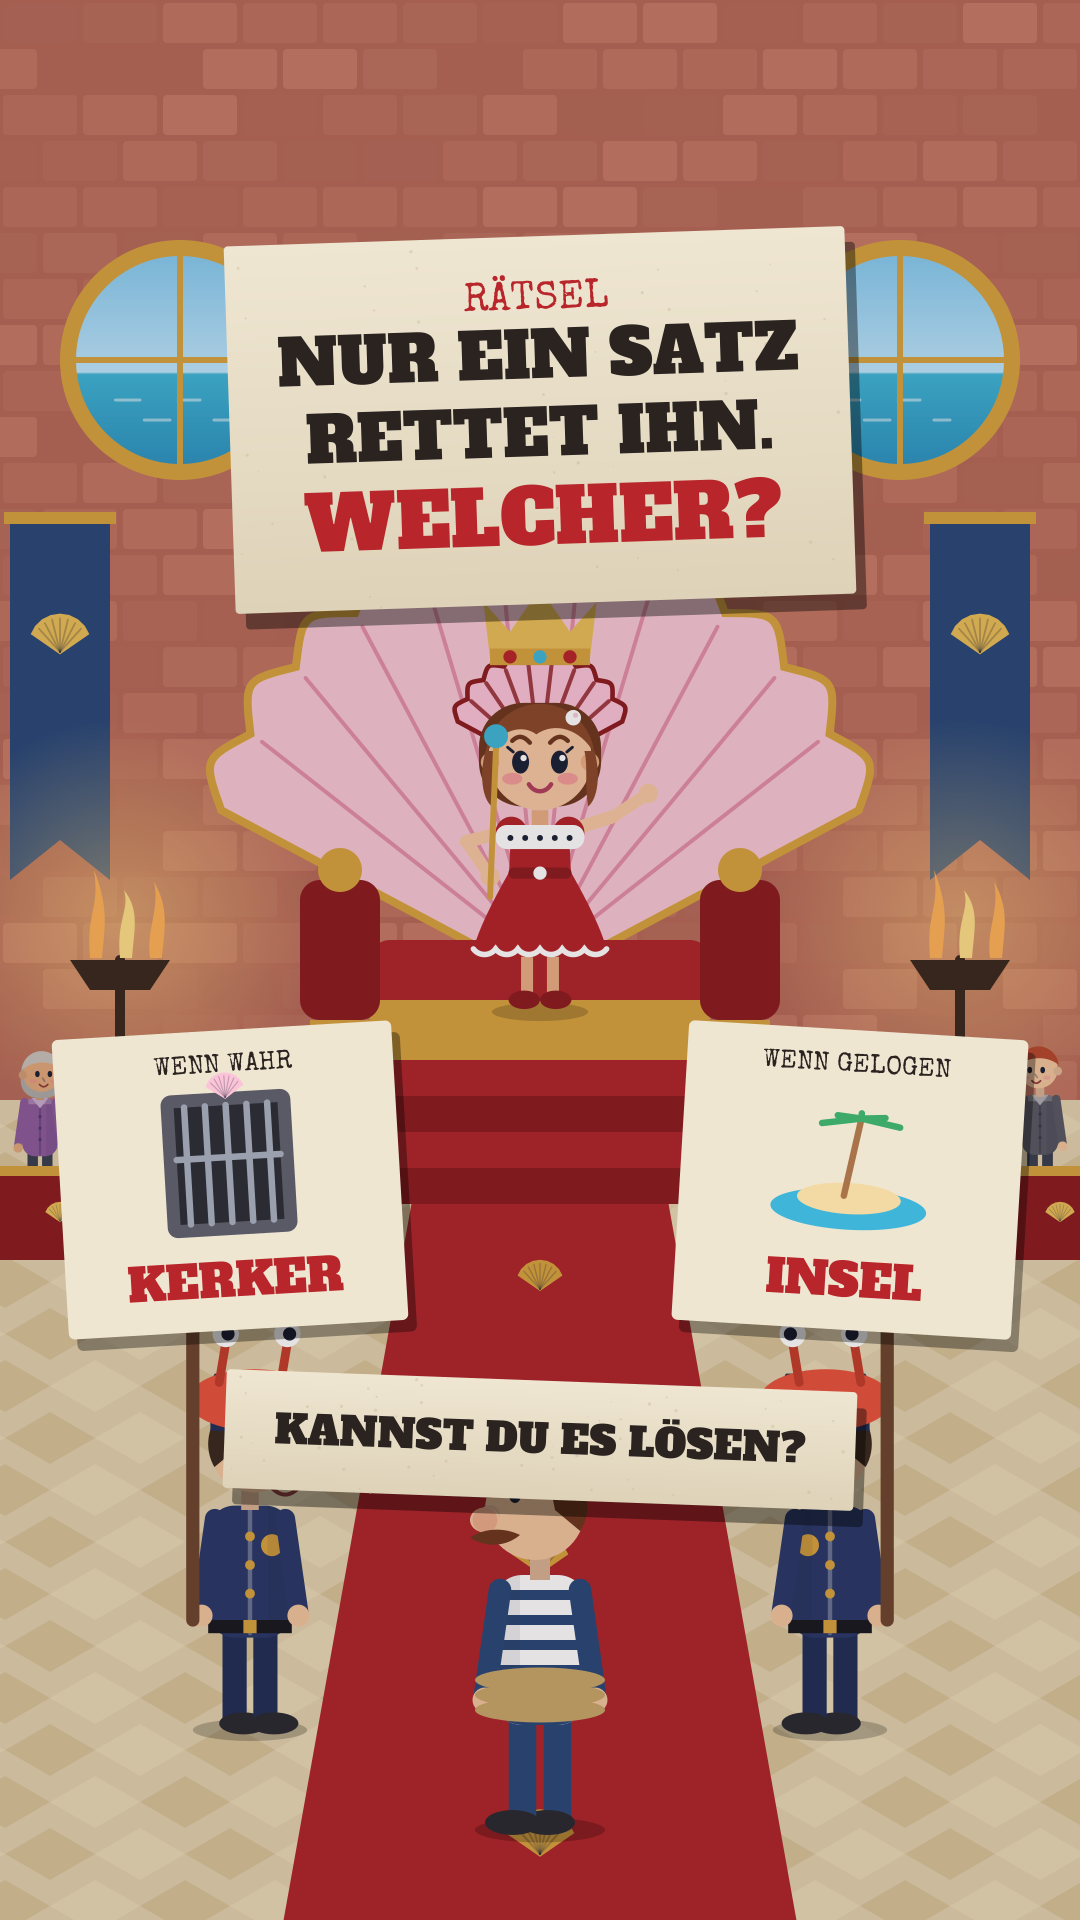 RÄTSEL
NUR EIN SATZ
RETTET IHN.
WELCHER?
WENN WAHR
KERKER
WENN GELOGEN
INSEL
KANNST DU ES LÖSEN?